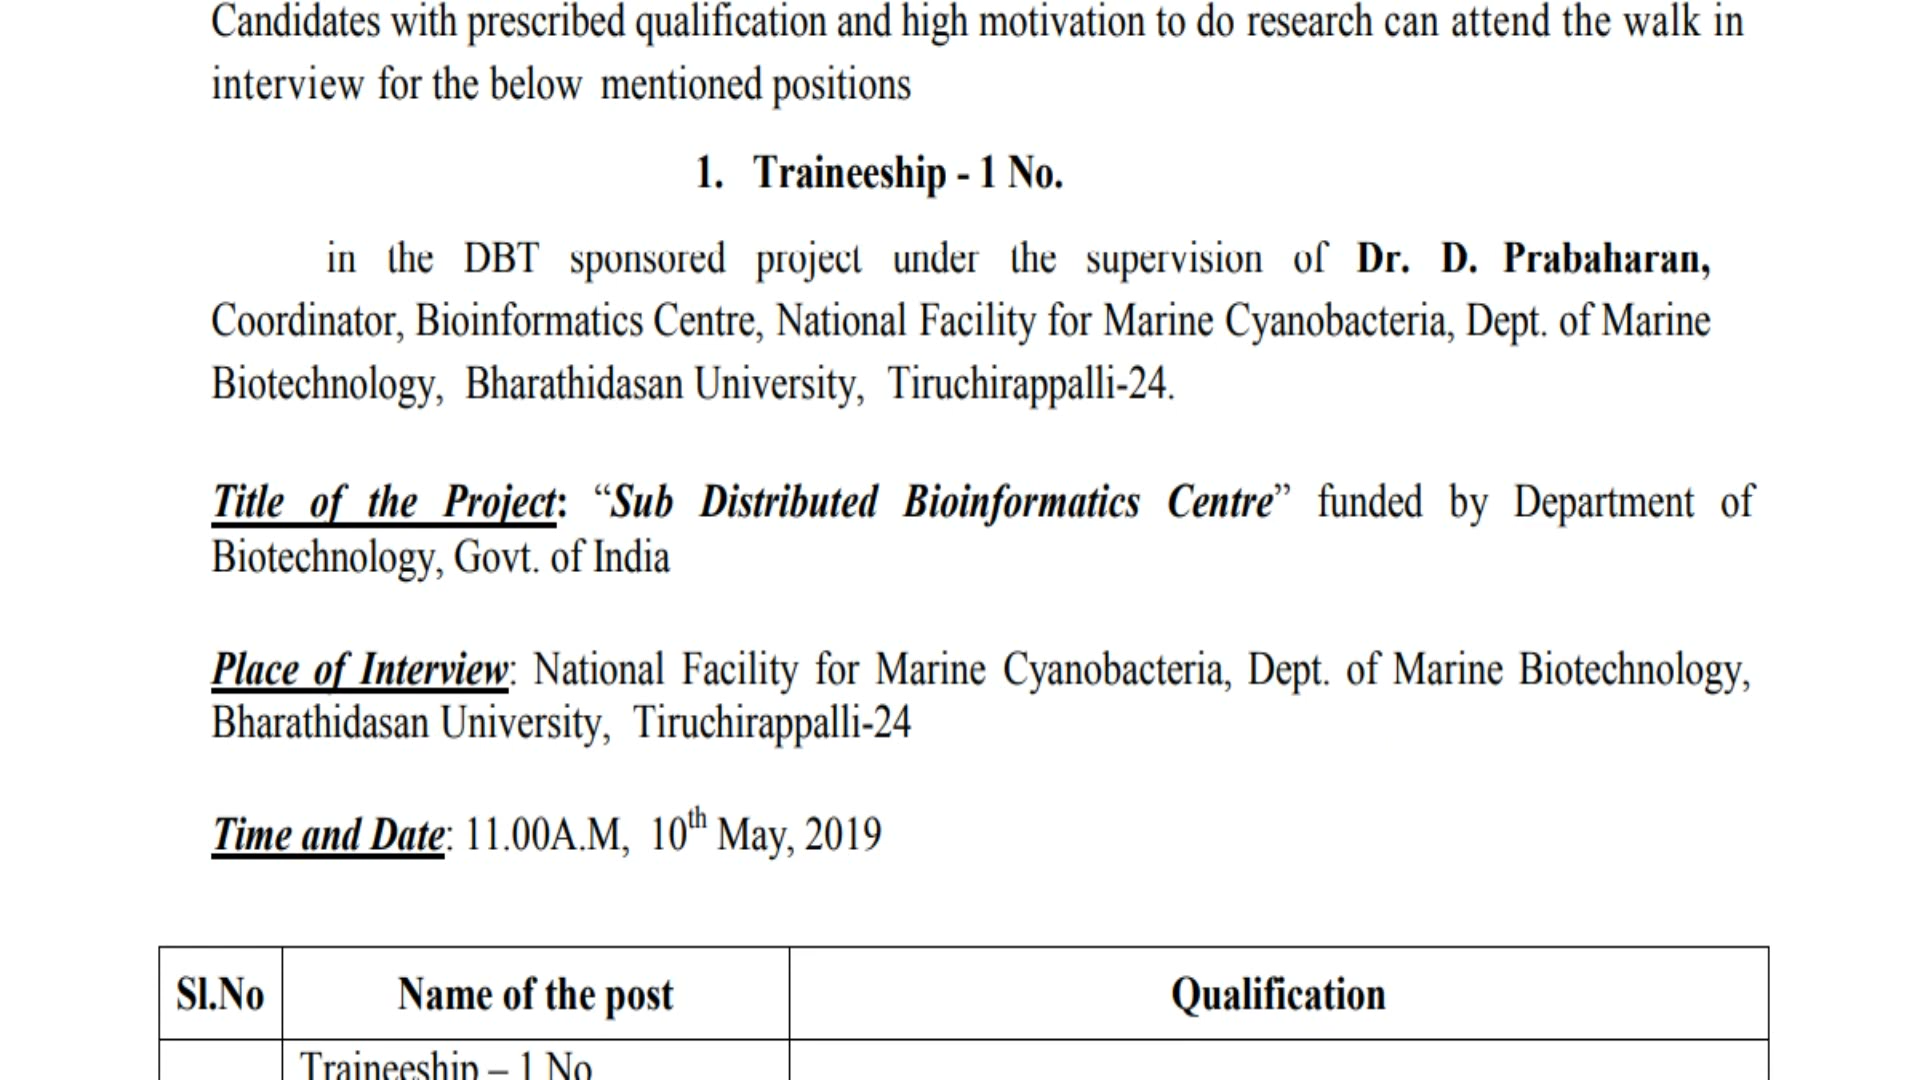 Candidates with prescribed qualification and high motivation to do research can attend the walk in
interview for the below mentioned positions
1. Traineeship - 1 No.
in the DBT sponsored project under the supervision of Dr. D. Prabaharan,
Coordinator, Bioinformatics Centre, National Facility for Marine Cyanobacteria, Dept. of Marine
Biotechnology, Bharathidasan University, Tiruchirappalli-24.
Title of the Project: “Sub Distributed Bioinformatics Centre” funded by Department of
Biotechnology, Govt. of India
Place of Interview: National Facility for Marine Cyanobacteria, Dept. of Marine Biotechnology,
Bharathidasan University, Tiruchirappalli-24
Time and Date: 11.00A.M, 10th May, 2019
Sl.No Name of the post Qualification
Traineeship – 1 No